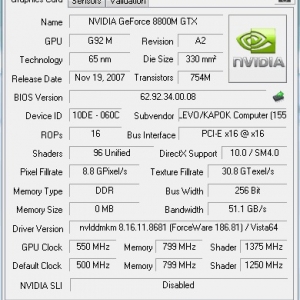 Graphics Card Sensors Validation
Name NVIDIA GeForce 8800M GTX
GPU G92 M Revision A2
Technology 65 nm Die Size 330 mm²
Release Date Nov 19, 2007 Transistors 754M
nVIDIA
BIOS Version 62.92.34.00.08
Device ID 10DE - 060C Subvendor LEVO/KAPOK Computer (155
ROPs 16 Bus Interface PCI-E x16 @ x16
Shaders 96 Unified DirectX Support 10.0 / SM4.0
Pixel Fillrate 8.8 GPixel/s Texture Fillrate 30.8 GTexel/s
Memory Type DDR Bus Width 256 Bit
Memory Size 0 MB Bandwidth 51.1 GB/s
Driver Version nvlddmkm 8.16.11.8681 (ForceWare 186.81) / Vista64
GPU Clock 550 MHz Memory 799 MHz Shader 1375 MHz
Default Clock 500 MHz Memory 799 MHz Shader 1250 MHz
NVIDIA SLI Disabled